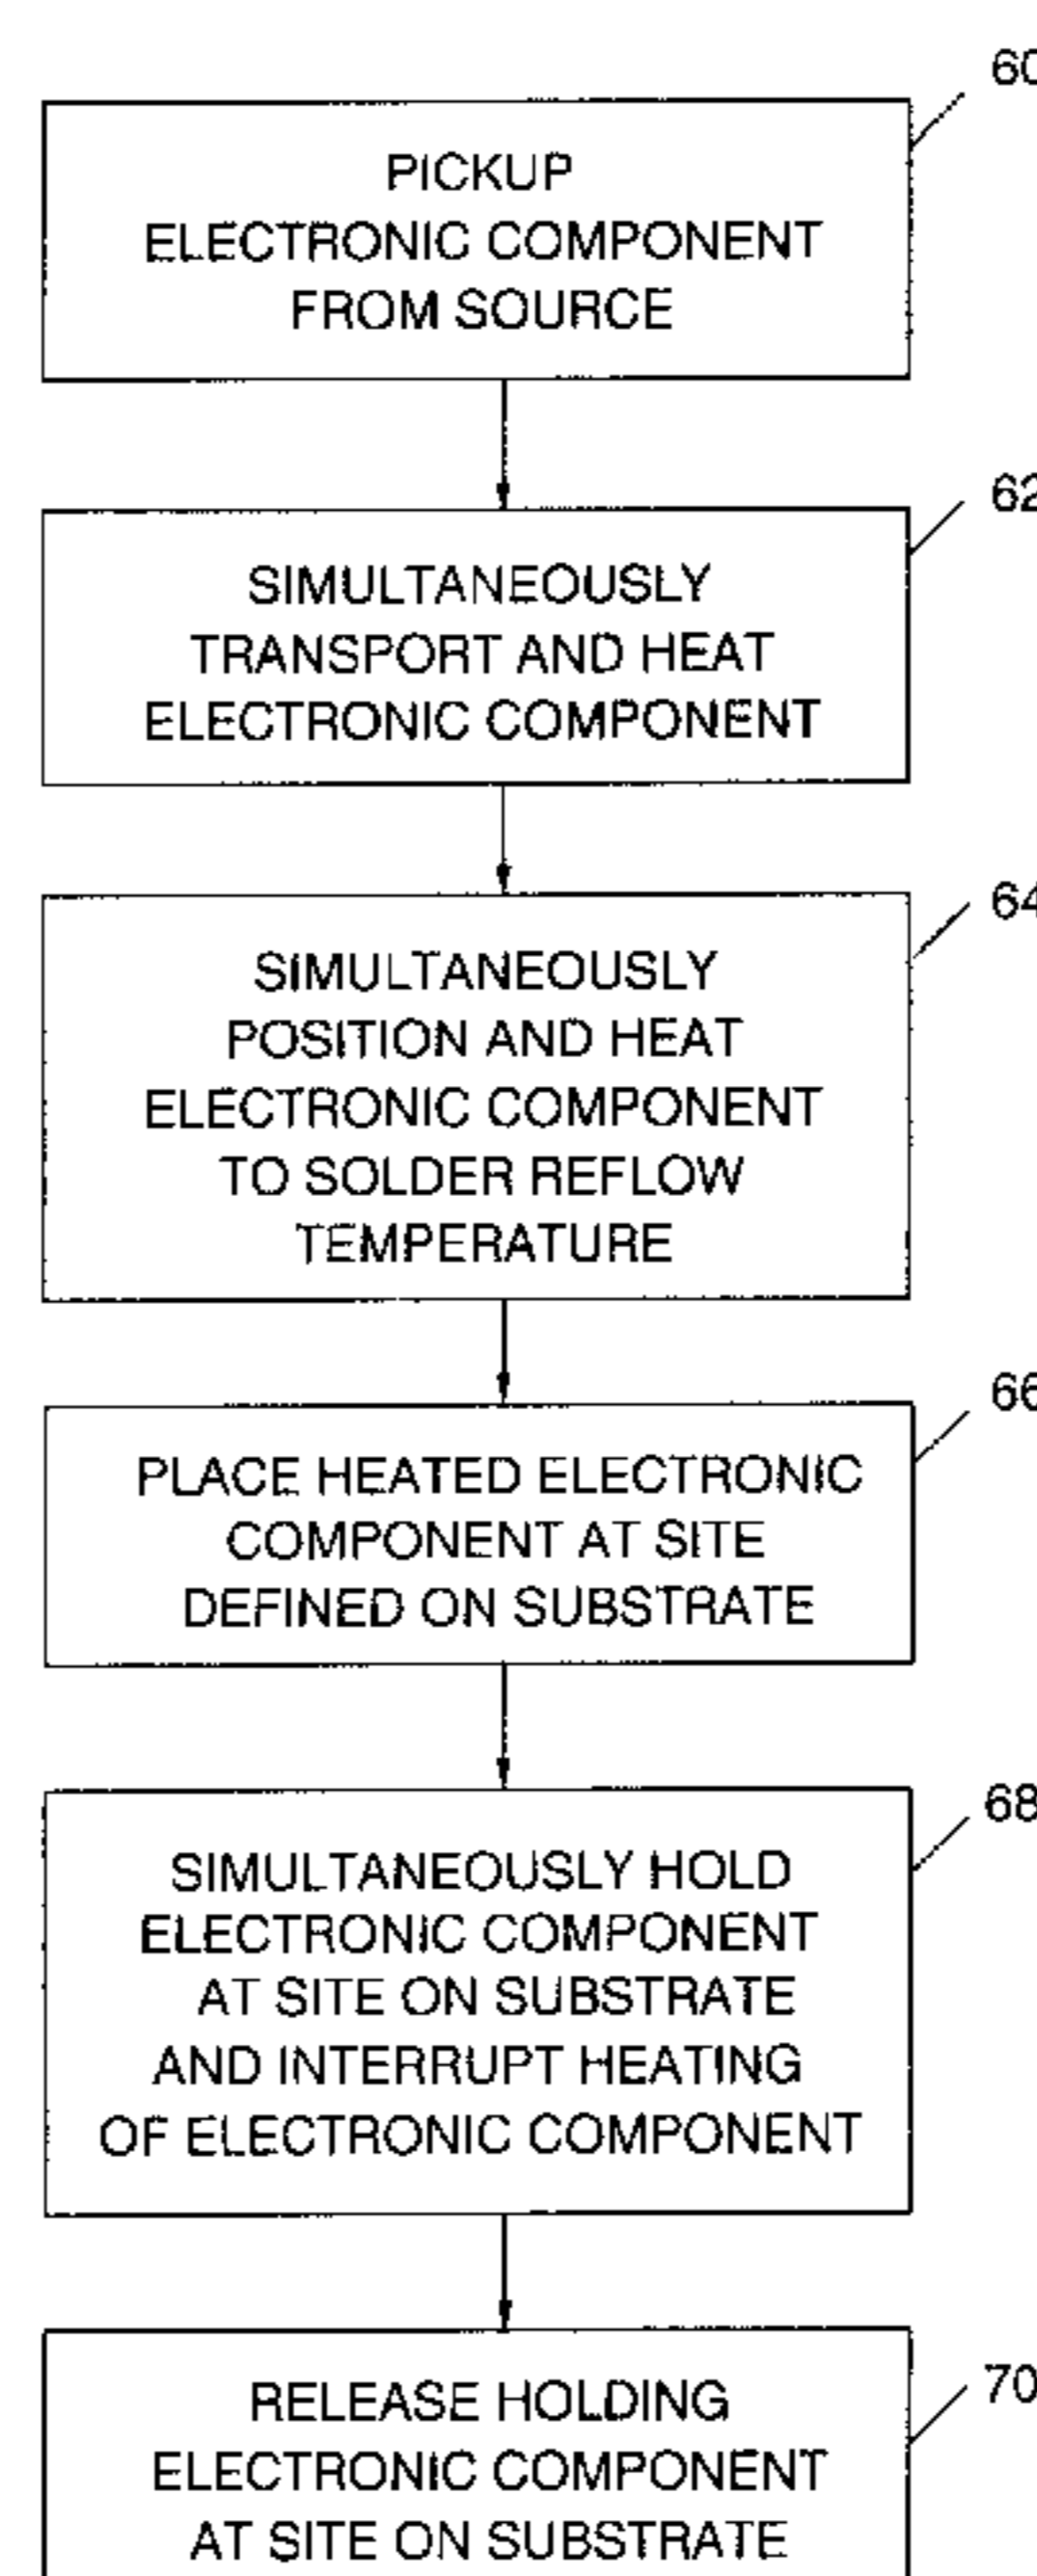 60
PICKUP
ELECTRONIC COMPONENT
FROM SOURCE
62
SIMULTANEOUSLY
TRANSPORT AND HEAT
ELECTRONIC COMPONENT
64
SIMULTANEOUSLY
POSITION AND HEAT
ELECTRONIC COMPONENT
TO SOLDER REFLOW
TEMPERATURE
66
PLACE HEATED ELECTRONIC
COMPONENT AT SITE
DEFINED ON SUBSTRATE
68
SIMULTANEOUSLY HOLD
ELECTRONIC COMPONENT
AT SITE ON SUBSTRATE
AND INTERRUPT HEATING
OF ELECTRONIC COMPONENT
70
RELEASE HOLDING
ELECTRONIC COMPONENT
AT SITE ON SUBSTRATE